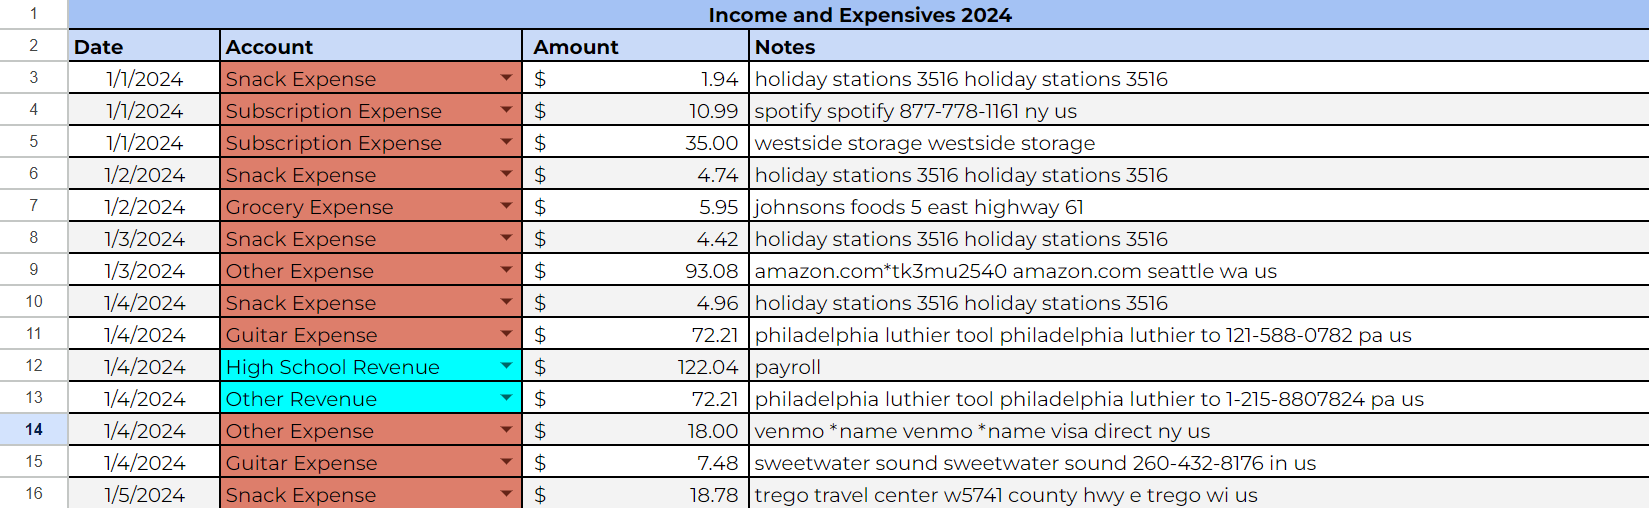 1 Income and Expensives 2024
2 Date Account Amount Notes
3 1/1/2024 Snack Expense $ 1.94 holiday stations 3516 holiday stations 3516
4 1/1/2024 Subscription Expense $ 10.99 spotify spotify 877-778-1161 ny us
5 1/1/2024 Subscription Expense $ 35.00 westside storage westside storage
6 1/2/2024 Snack Expense $ 4.74 holiday stations 3516 holiday stations 3516
7 1/2/2024 Grocery Expense $ 5.95 johnsons foods 5 east highway 61
8 1/3/2024 Snack Expense $ 4.42 holiday stations 3516 holiday stations 3516
9 1/3/2024 Other Expense $ 93.08 amazon.com*tk3mu2540 amazon.com seattle wa us
10 1/4/2024 Snack Expense $ 4.96 holiday stations 3516 holiday stations 3516
11 1/4/2024 Guitar Expense $ 72.21 philadelphia luthier tool philadelphia luthier to 121-588-0782 pa us
12 1/4/2024 High School Revenue $ 122.04 payroll
13 1/4/2024 Other Revenue $ 72.21 philadelphia luthier tool philadelphia luthier to 1-215-8807824 pa us
14 1/4/2024 Other Expense $ 18.00 venmo *name venmo *name visa direct ny us
15 1/4/2024 Guitar Expense $ 7.48 sweetwater sound sweetwater sound 260-432-8176 in us
16 1/5/2024 Snack Expense $ 18.78 trego travel center w5741 county hwy e trego wi us